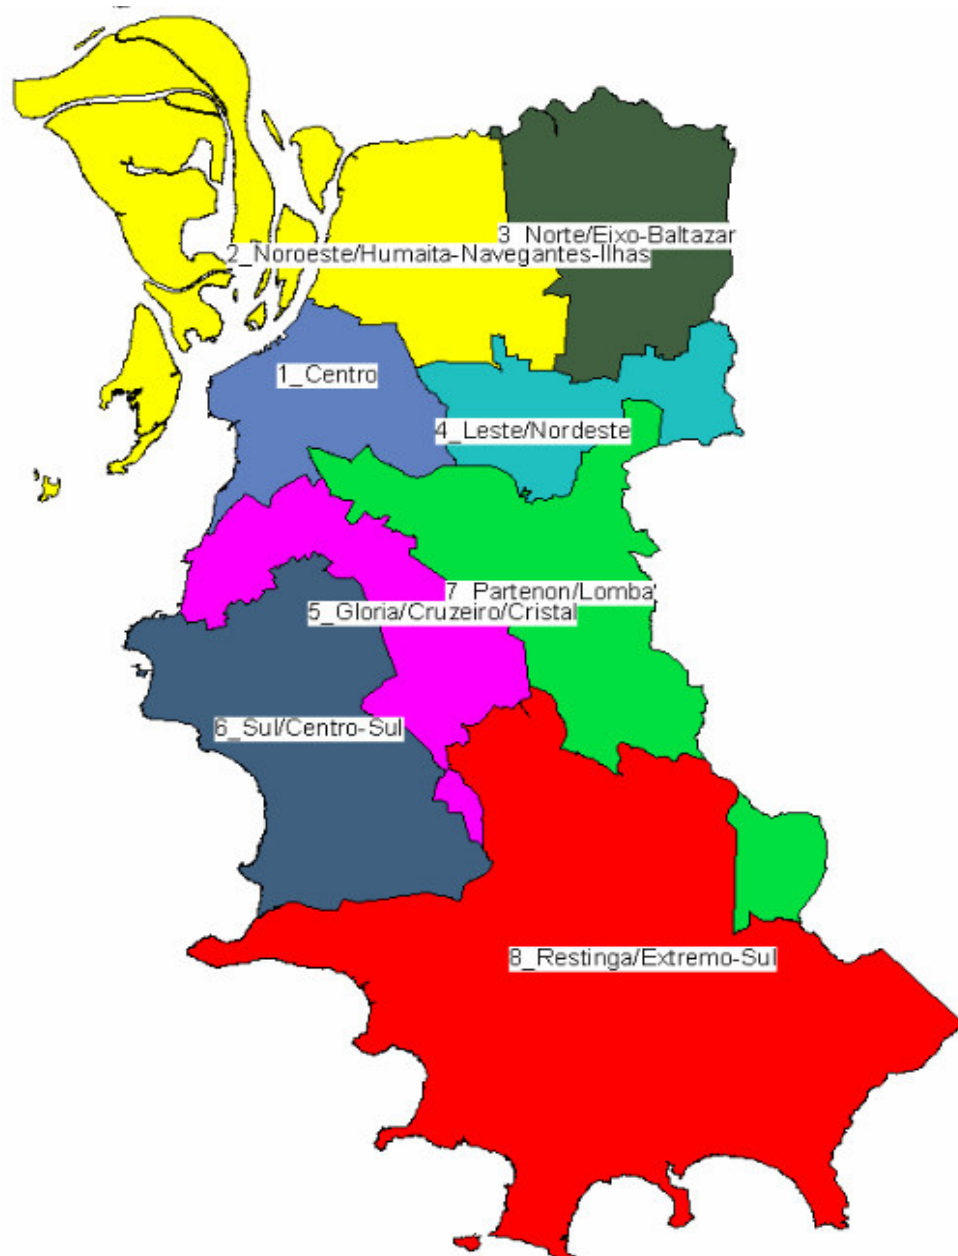 3_Norte/Eixo-Baltazar
2_Noroeste/Humaita-Navegantes-Ilhas
1_Centro
4_Leste/Nordeste
7_Partenon/Lomba
5_Gloria/Cruzeiro/Cristal
6_Sul/Centro-Sul
8_Restinga/Extremo-Sul